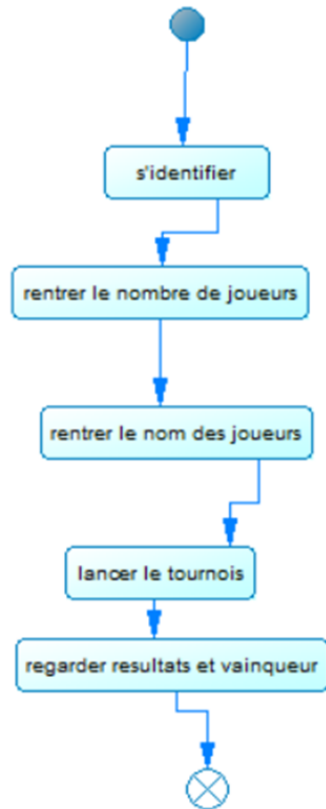 s'identifier
rentrer le nombre de joueurs
rentrer le nom des joueurs
lancer le tournois
regarder resultats et vainqueur